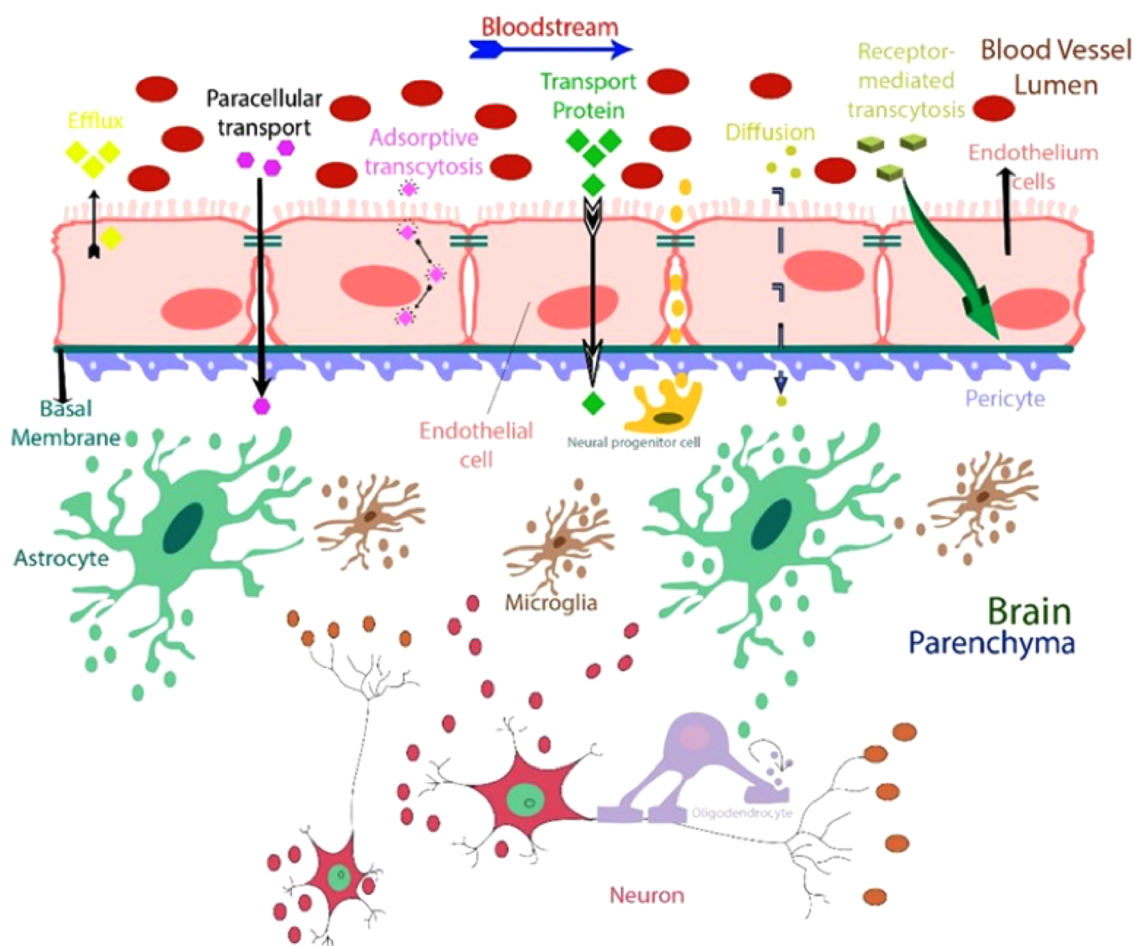 Bloodstream
Efflux
Paracellular
transport
Adsorptive
transcytosis
Transport
Protein
Diffusion
Receptor-
mediated
transcytosis
Blood Vessel
Lumen
Endothelium
cells
Basal
Membrane
Endothelial
cell
Neural progenitor cell
Pericyte
Astrocyte
Microglia
Brain
Parenchyma
Oligodendrocyte
Neuron